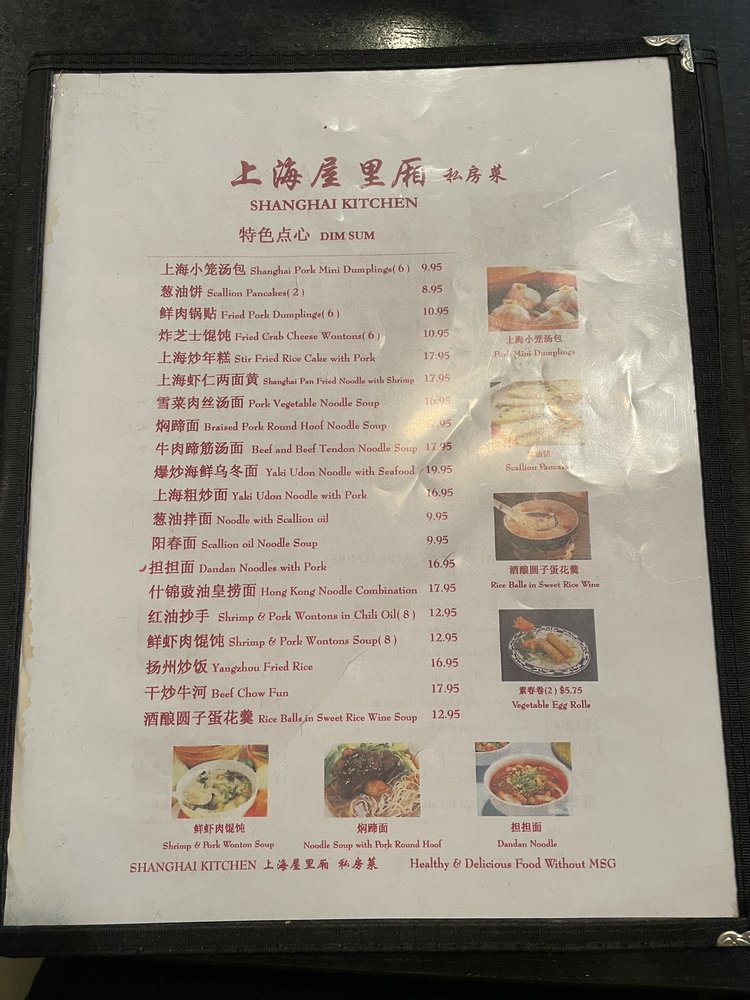 上海屋里厢 私房菜
SHANGHAI KITCHEN
特色点心 DIM SUM
上海小笼汤包 Shanghai Pork Mini Dumplings( 6 ) 9.95
葱油饼 Scallion Pancakes( 2 ) 8.95
鲜肉锅贴 Fried Pork Dumplings( 6 ) 10.95
炸芝士馄饨 Fried Crab Cheese Wontons( 6 ) 10.95
上海炒年糕 Stir Fried Rice Cake with Pork 17.95
上海虾仁两面黄 Shanghai Pan Fried Noodle with Shrimp 17.95
雪菜肉丝汤面 Pork Vegetable Noodle Soup 16.95
焖蹄面 Braised Pork Round Hoof Noodle Soup
牛肉蹄筋汤面 Beef and Beef Tendon Noodle Soup 17.95
爆炒海鲜乌冬面 Yaki Udon Noodle with Seafood 19.95
上海粗炒面 Yaki Udon Noodle with Pork 16.95
葱油拌面 Noodle with Scallion oil 9.95
阳春面 Scallion oil Noodle Soup 9.95
担担面 Dandan Noodles with Pork 16.95
什锦豉油皇捞面 Hong Kong Noodle Combination 17.95
红油抄手 Shrimp & Pork Wontons in Chili Oil( 8 ) 12.95
鲜虾肉馄饨 Shrimp & Pork Wontons Soup( 8 ) 12.95
扬州炒饭 Yangzhou Fried Rice 16.95
干炒牛河 Beef Chow Fun 17.95
酒酿圆子蛋花羹 Rice Balls in Sweet Rice Wine Soup 12.95
上海小笼汤包
Pork Mini Dumplings
油饼
Scallion Pancake
酒酿圆子蛋花羹
Rice Balls in Sweet Rice Wine
素春卷(2) $5.75
Vegetable Egg Rolls
鲜虾肉馄饨
Shrimp & Pork Wonton Soup
焖蹄面
Noodle Soup with Pork Round Hoof
担担面
Dandan Noodle
SHANGHAI KITCHEN 上海屋里厢 私房菜 Healthy & Delicious Food Without MSG